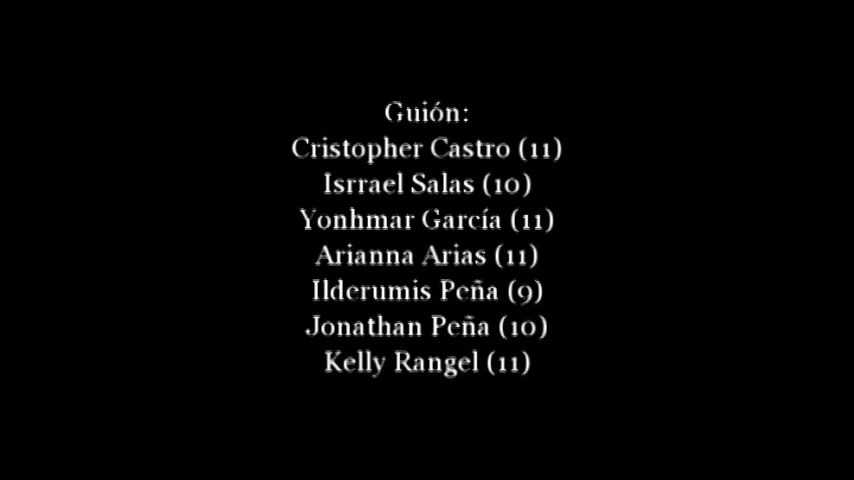 Guión:
Cristopher Castro (11)
Isrrael Salas (10)
Yonhmar García (11)
Arianna Arias (11)
Ilderumis Peña (9)
Jonathan Peña (10)
Kelly Rangel (11)